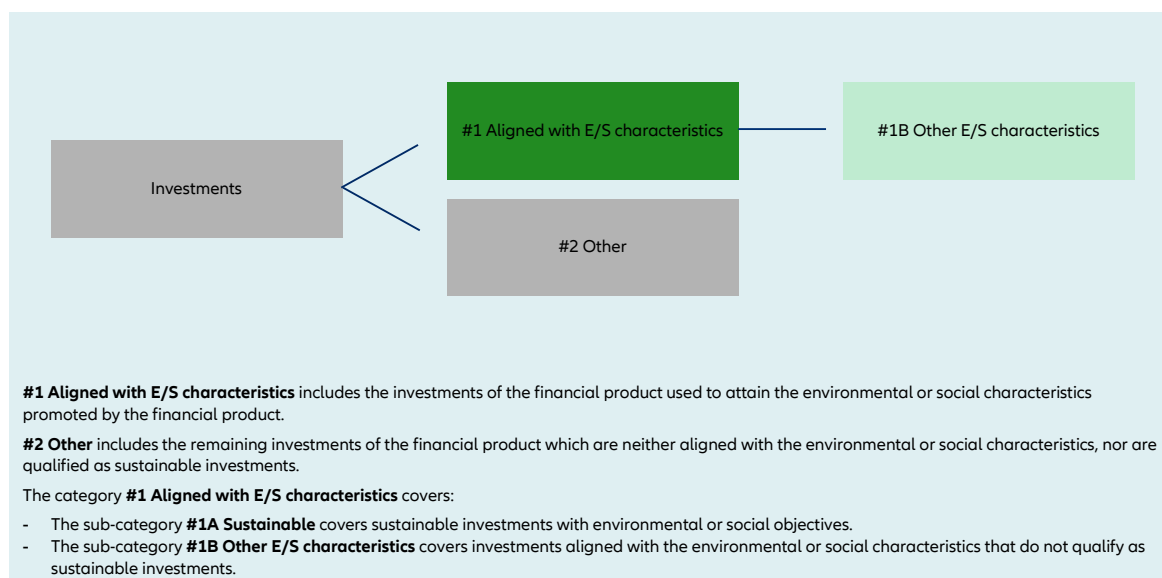 #1 Aligned with E/S characteristics
#1B Other E/S characteristics
Investments
#2 Other
#1 Aligned with E/S characteristics includes the investments of the financial product used to attain the environmental or social characteristics
promoted by the financial product.
#2 Other includes the remaining investments of the financial product which are neither aligned with the environmental or social characteristics, nor are
qualified as sustainable investments.
The category #1 Aligned with E/S characteristics covers:
- The sub-category #1A Sustainable covers sustainable investments with environmental or social objectives.
- The sub-category #1B Other E/S characteristics covers investments aligned with the environmental or social characteristics that do not qualify as
sustainable investments.